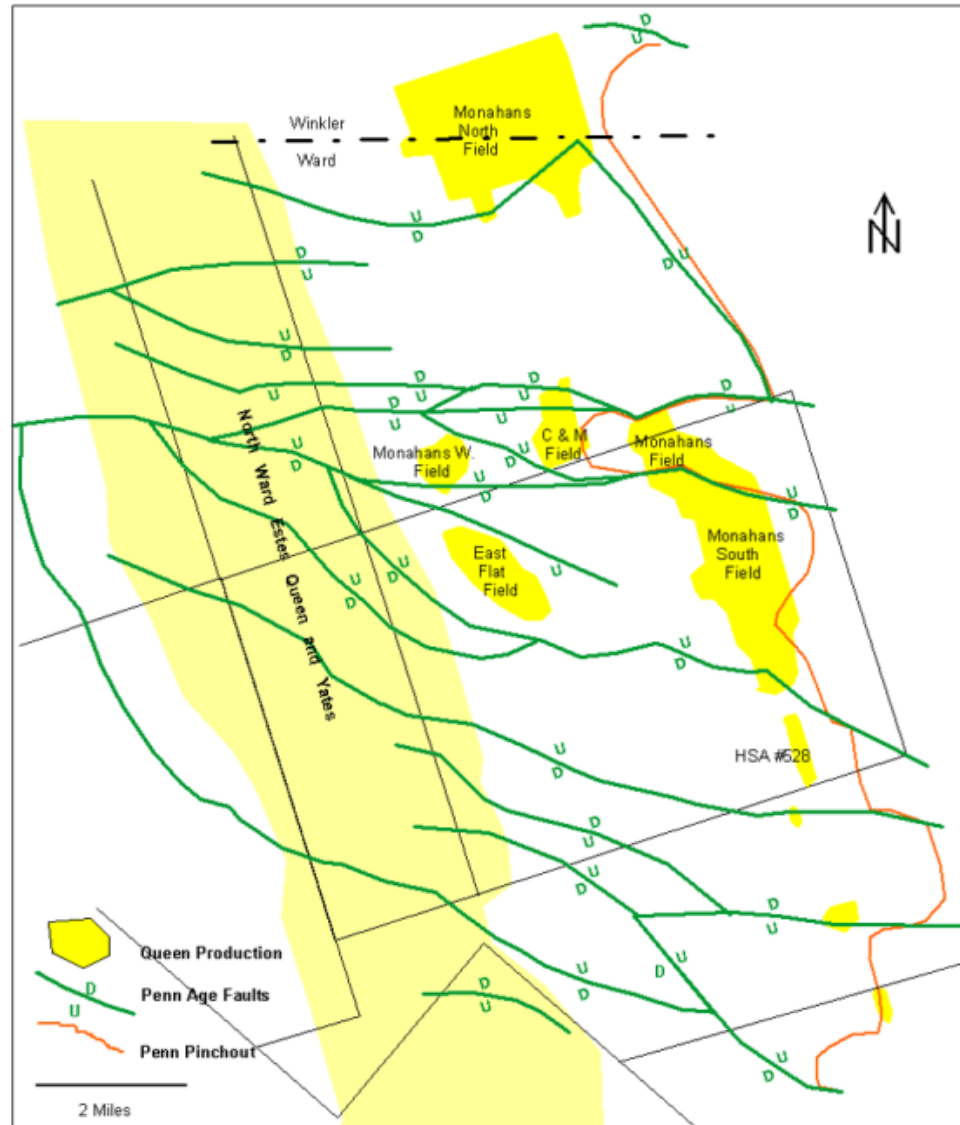 Winkler
Ward
Monahans
North
Field
N
D
U
U
D
D
U
D
U
U
D
D
U
D
U
D
U
D
U
D
U
U
D
U
D
U
D
Monahans W.
Field
C & M
Field
Monahans
Field
U
D
U
D
Monahans
South
Field
East
Flat
Field
U
U
D
U
D
U
D
North Ward Estes Queen and Yates
HSA #528
U
D
D
U
U
D
D
U
D
U
U
D
D
U
U
D
Queen Production
D
U
Penn Age Faults
Penn Pinchout
2 Miles